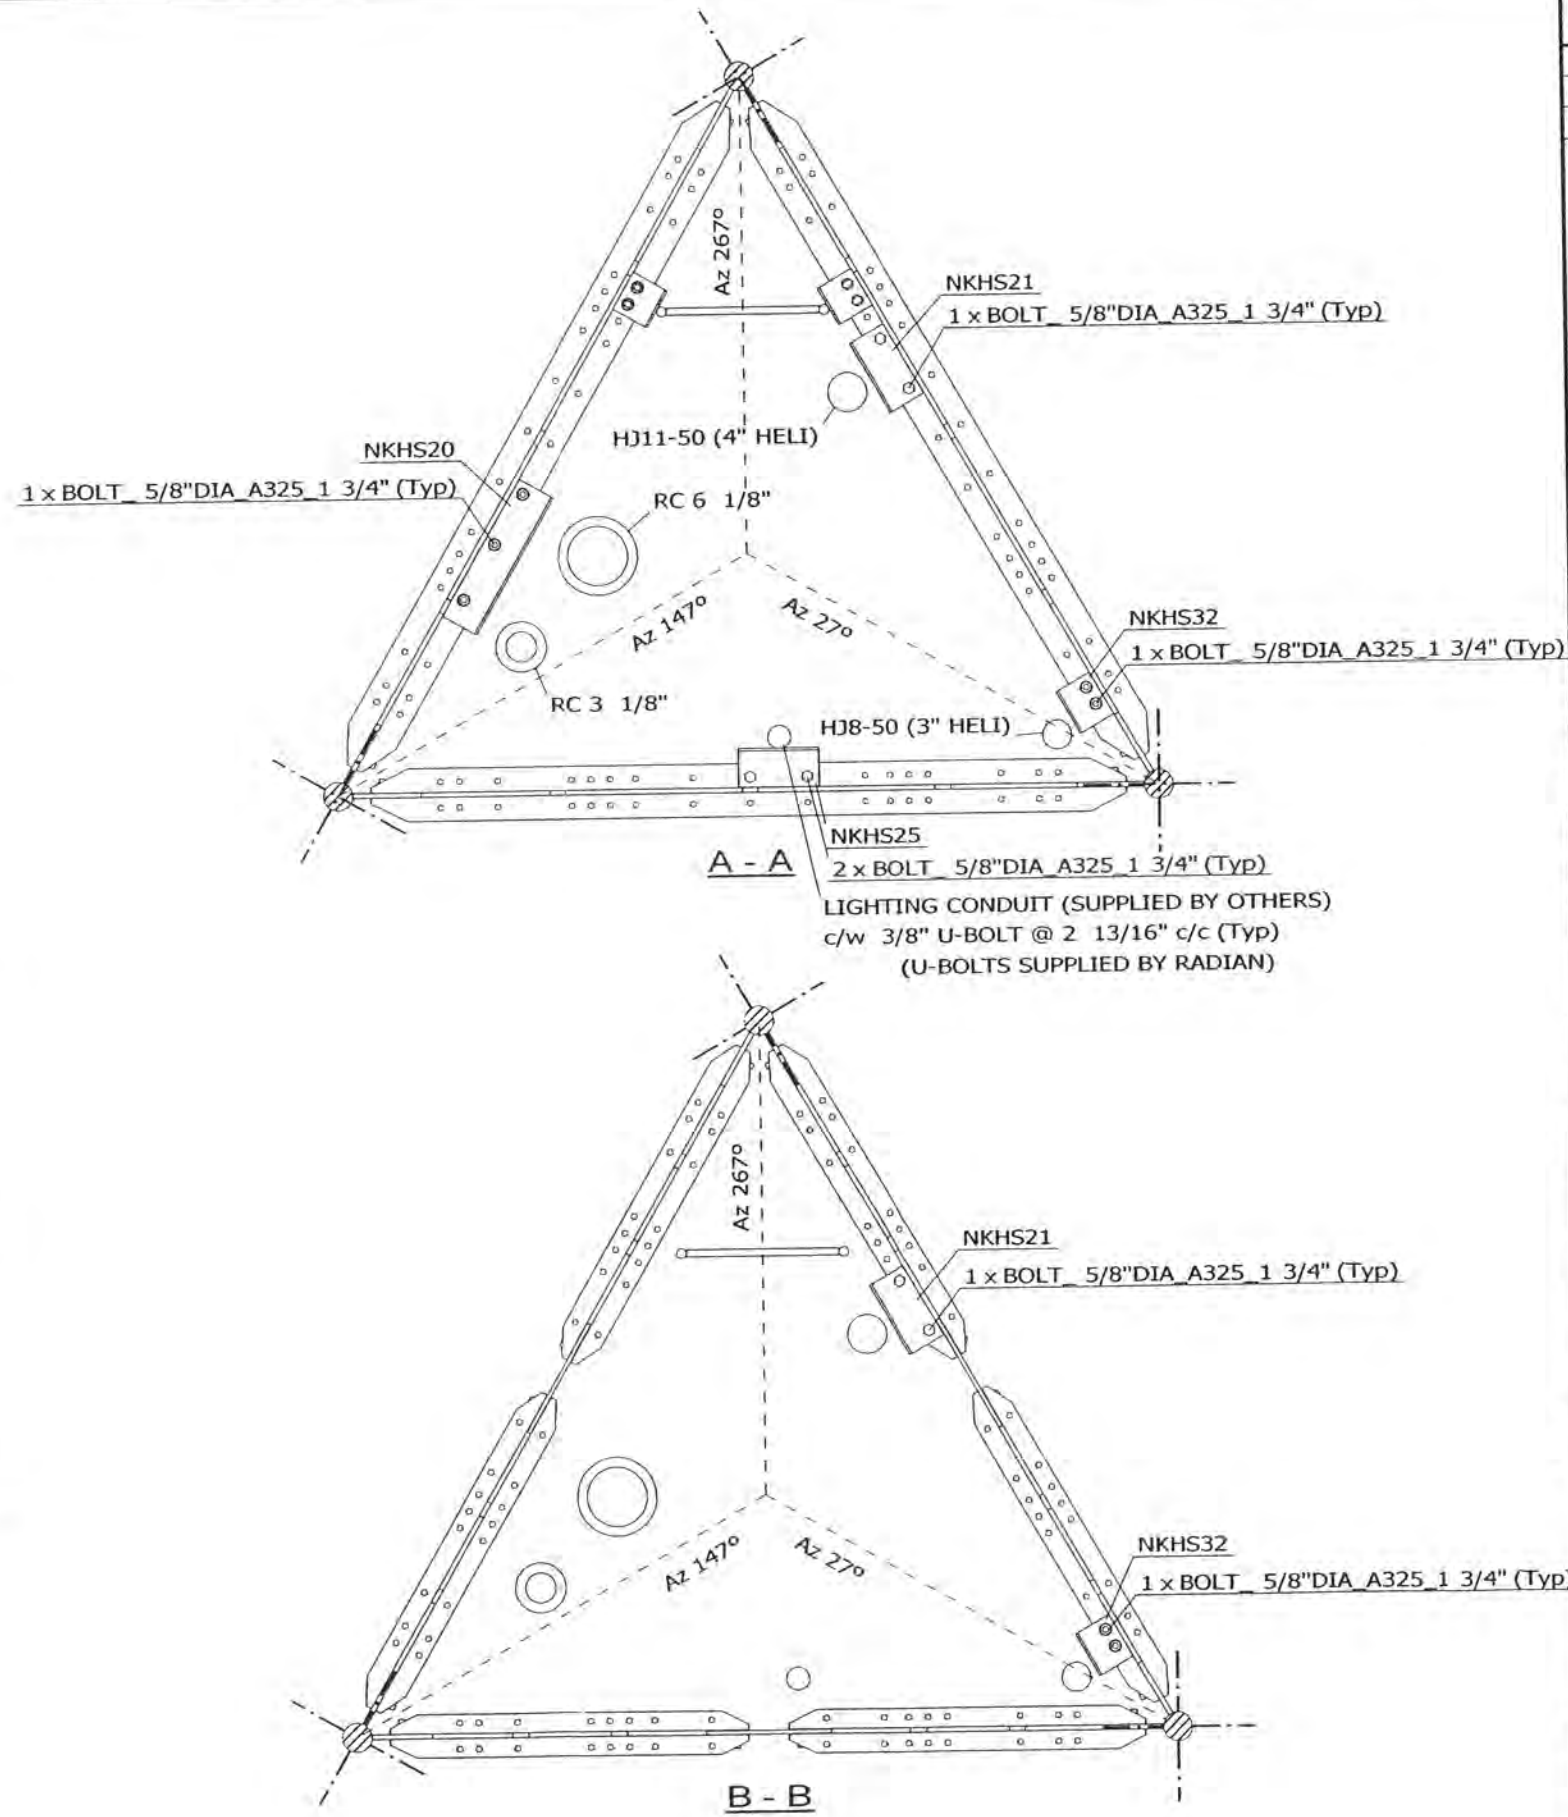 Az 267°
NKHS21
1 x BOLT_ 5/8"DIA_A325_1 3/4" (Typ)
HJ11-50 (4" HELI)
NKHS20
1 x BOLT_ 5/8"DIA_A325_1 3/4" (Typ)
RC 6 1/8"
Az 147°
Az 27°
NKHS32
1 x BOLT_ 5/8"DIA_A325_1 3/4" (Typ)
RC 3 1/8"
HJ8-50 (3" HELI)
NKHS25
A - A
2 x BOLT_ 5/8"DIA_A325_1 3/4" (Typ)
LIGHTING CONDUIT (SUPPLIED BY OTHERS)
c/w 3/8" U-BOLT @ 2 13/16" c/c (Typ)
(U-BOLTS SUPPLIED BY RADIAN)
Az 267°
NKHS21
1 x BOLT_ 5/8"DIA_A325_1 3/4" (Typ)
Az 147°
Az 27°
NKHS32
1 x BOLT_ 5/8"DIA_A325_1 3/4" (Typ)
B - B